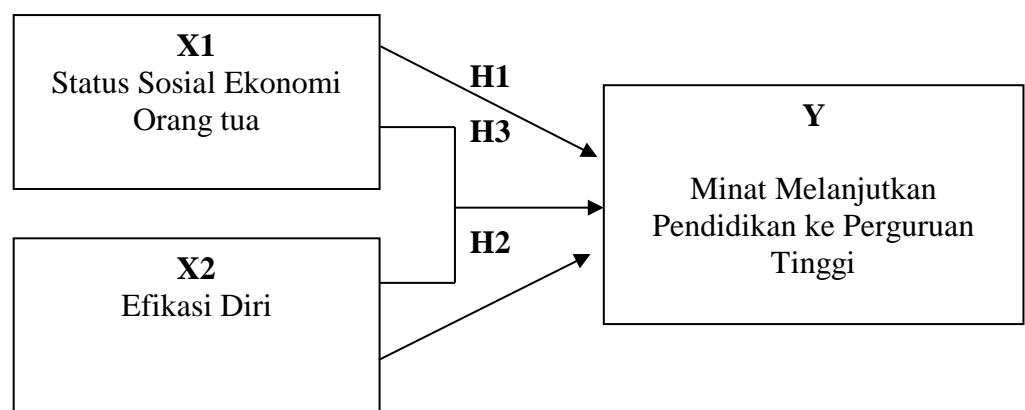 X1
Status Sosial Ekonomi
Orang tua
H1
H3
Y
Minat Melanjutkan
Pendidikan ke Perguruan
Tinggi
H2
X2
Efikasi Diri